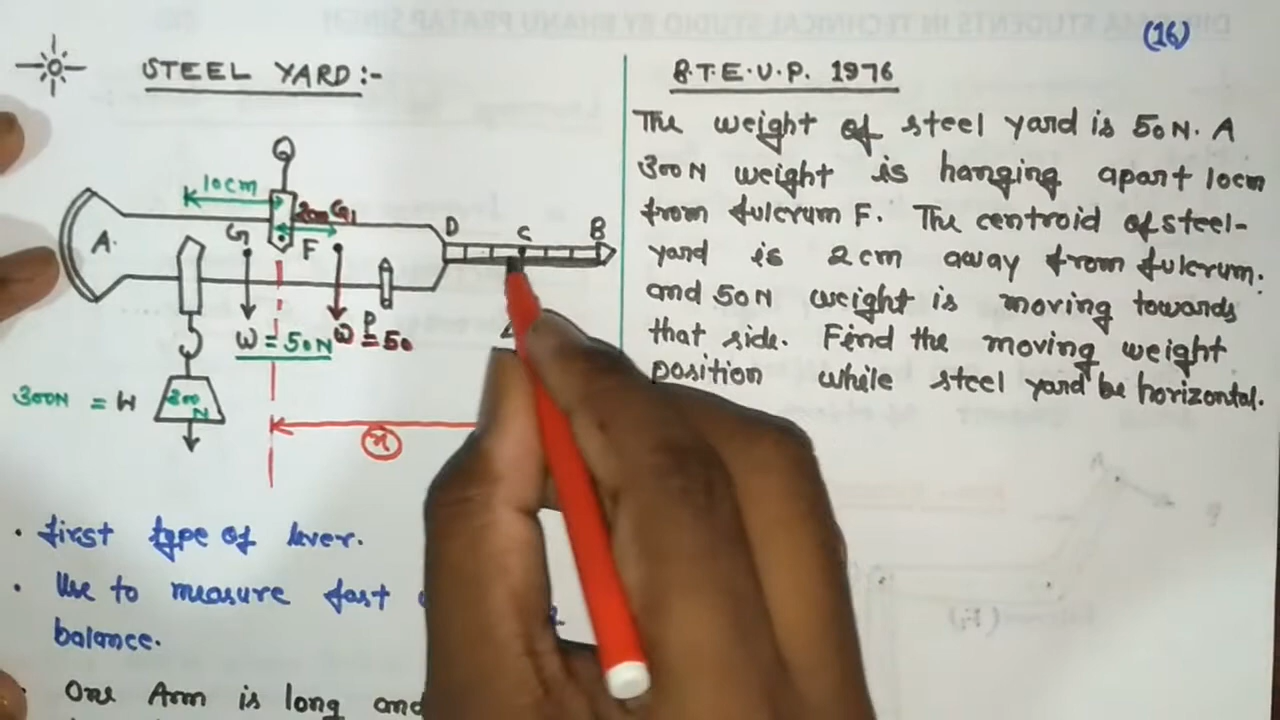 (16)
STEEL YARD:-
10cm
2cm G1
A.
G
F
D
C
B
P
W = 50N
W = 50
300N = W
300
N
x
. first type of lever.
. Use to measure fast
balance.
One Arm is long and
B.T.E.U.P. 1976
The weight of steel yard is 50N. A
300N weight is hanging apart 10cm
from fulcrum F. The centroid of steel-
yard is 2cm away from fulcrum.
and 50N weight is moving towards
that side. Find the moving weight
position while steel yard be horizontal.